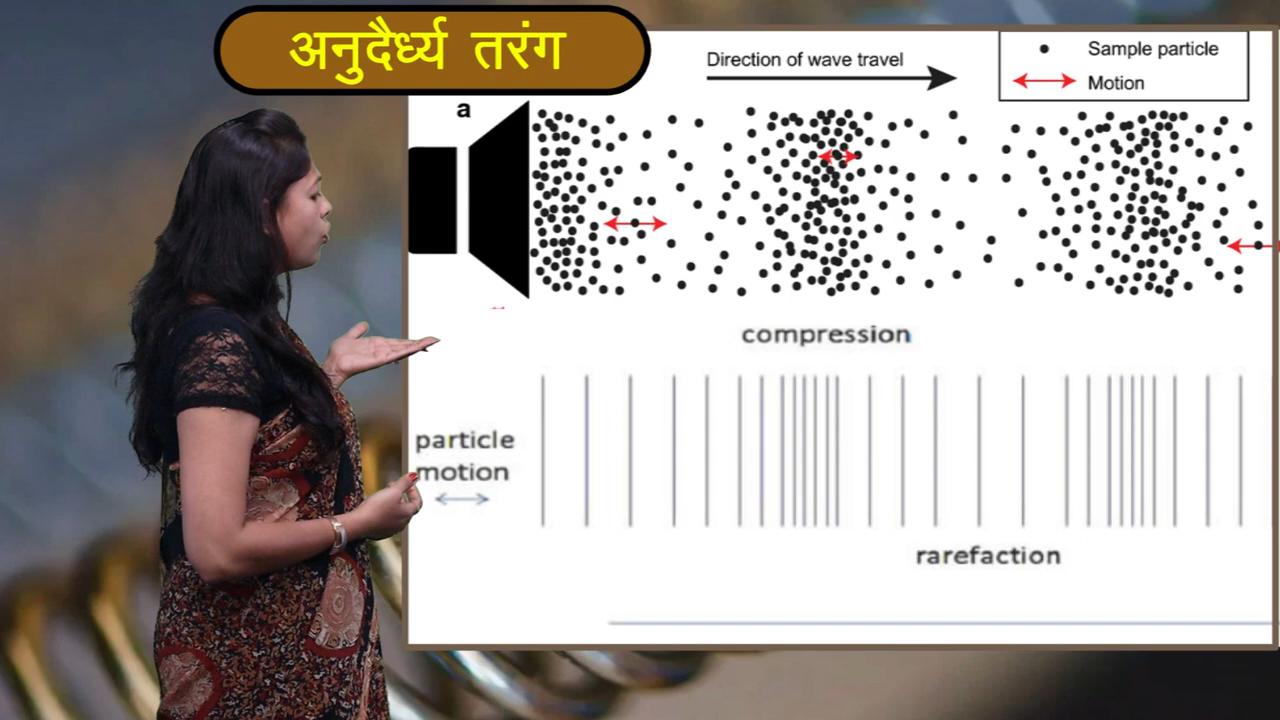 अनुदैर्ध्य तरंग
Direction of wave travel
Sample particle
Motion
a
compression
particle
motion
rarefaction